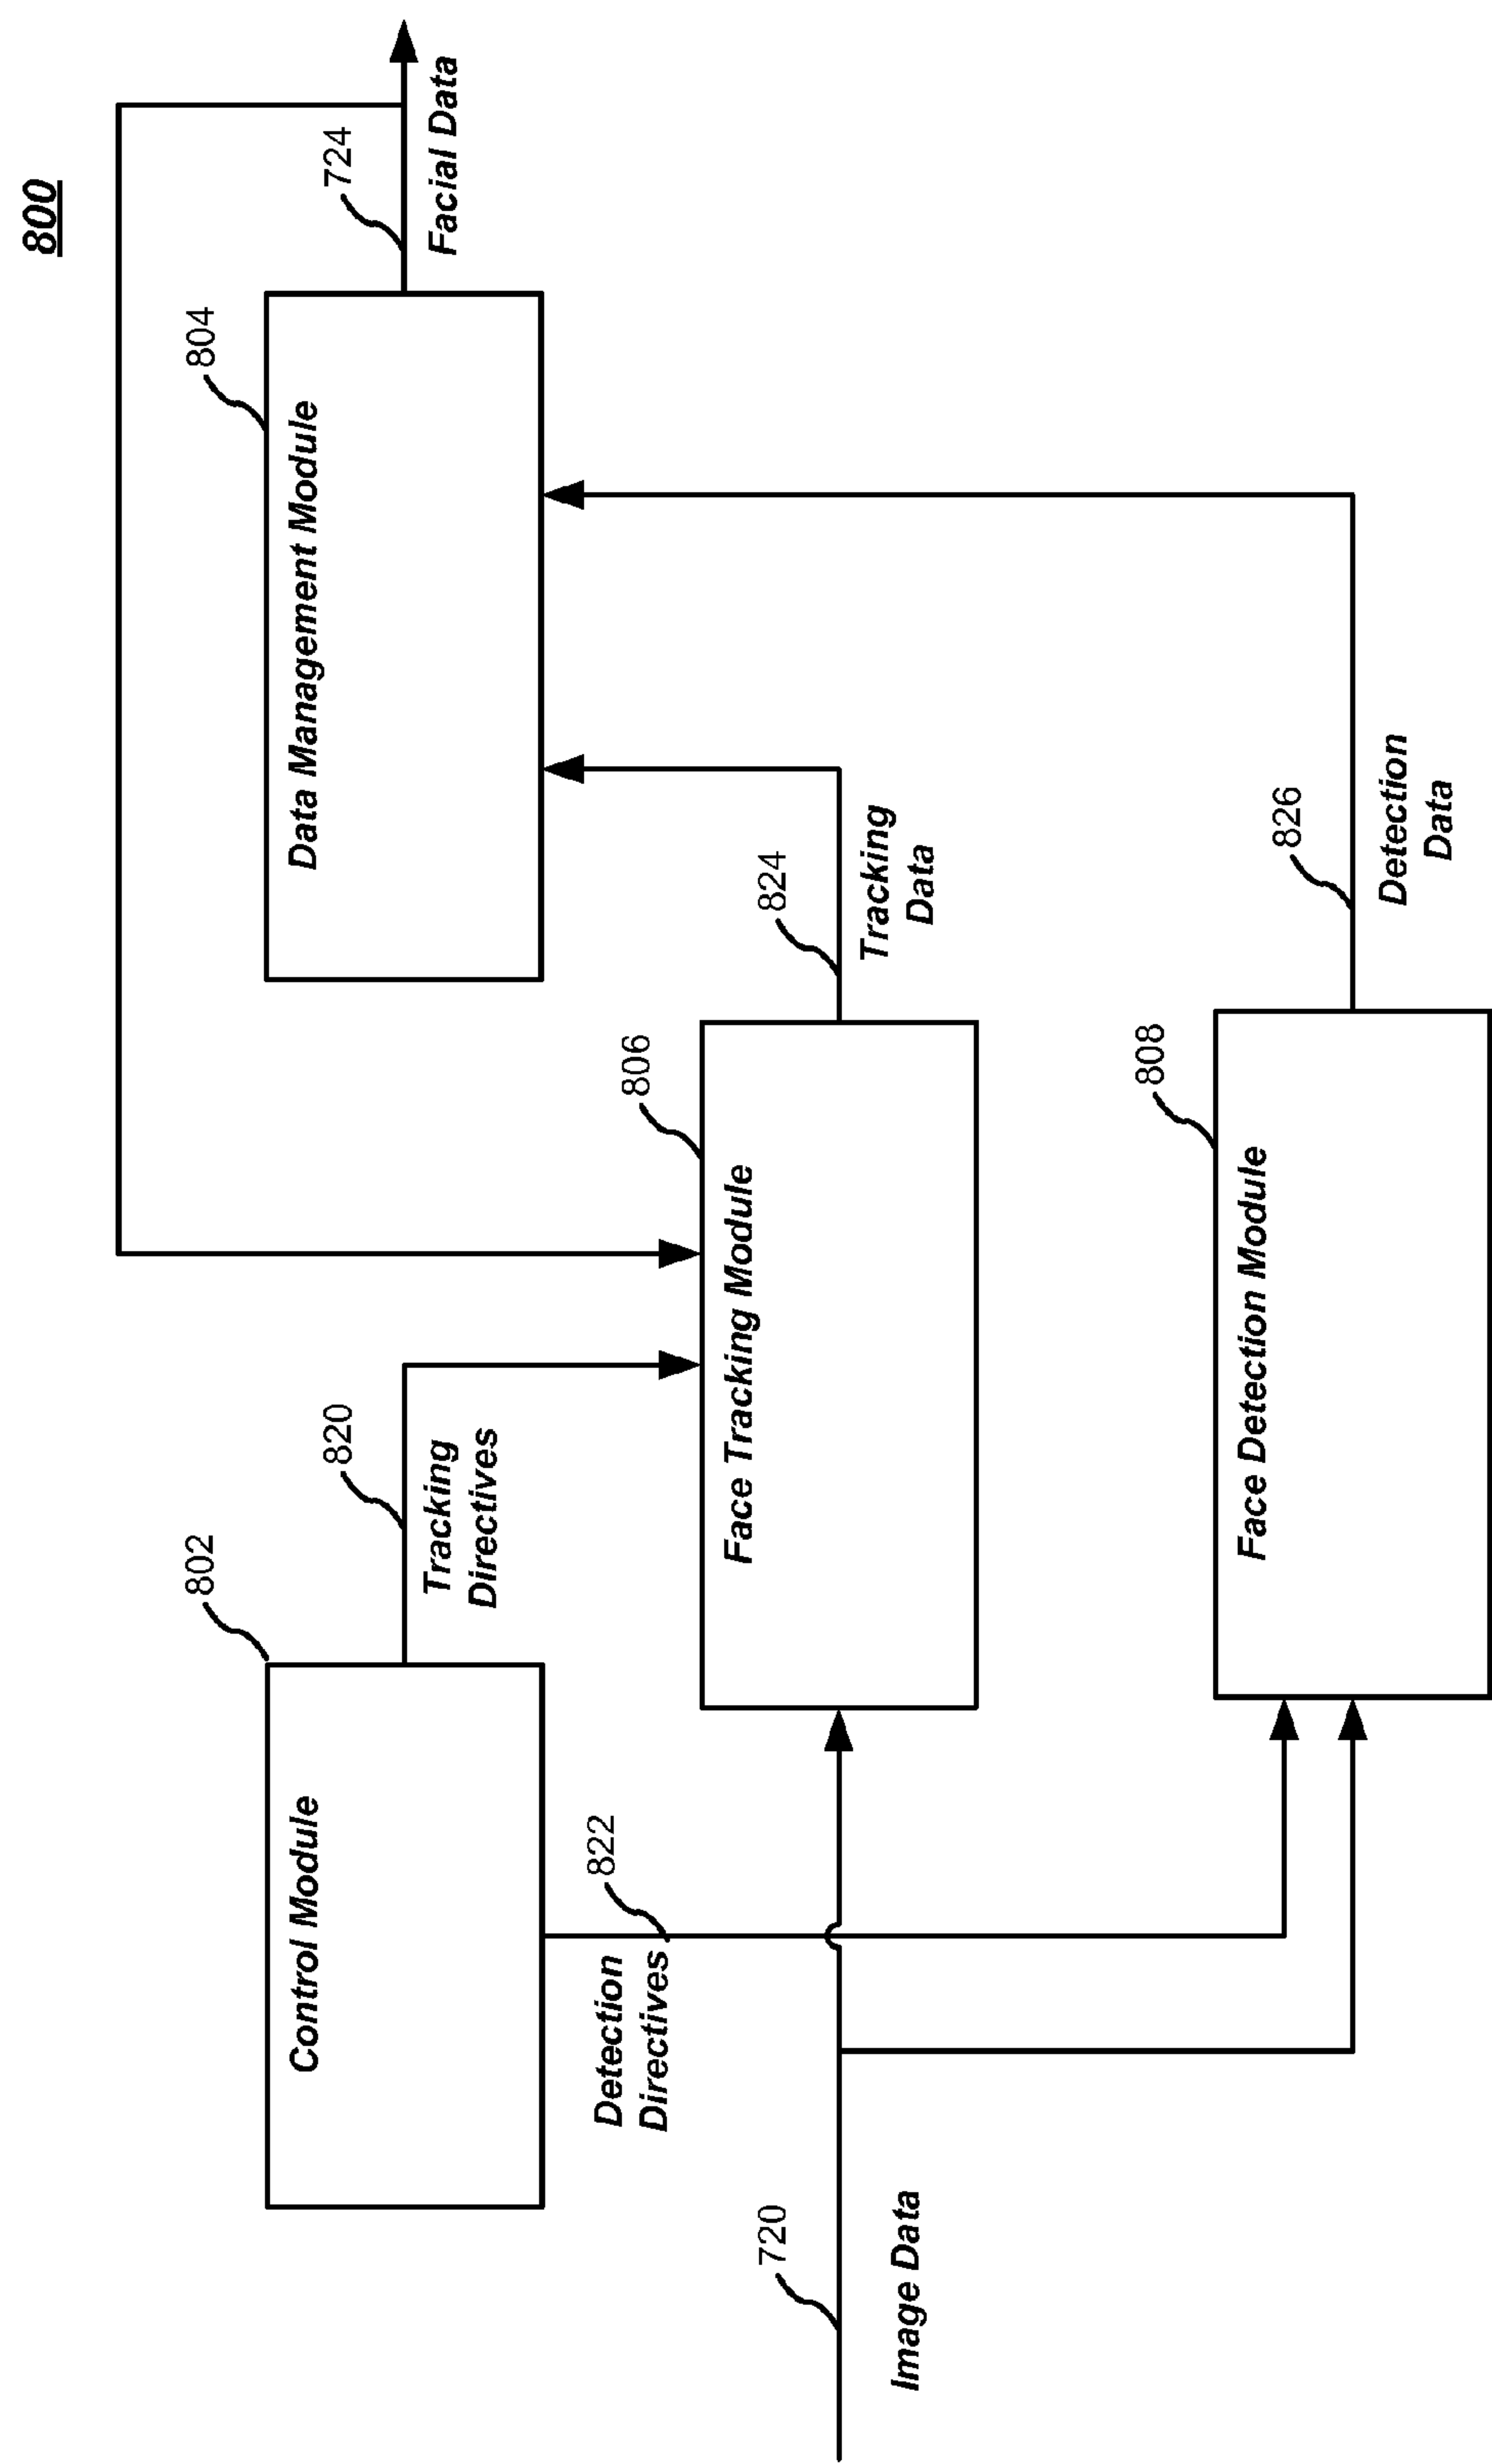 800
802
Control Module
820
Tracking
Directives
804
Data Management Module
724
Facial Data
822
Detection
Directives
806
Face Tracking Module
824
Tracking
Data
720
Image Data
808
Face Detection Module
826
Detection
Data